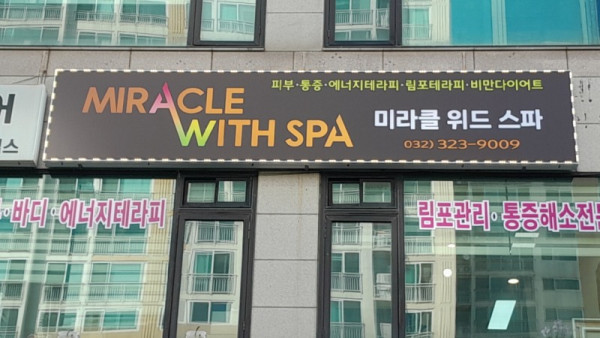 피부·통증·에너지테라피·림포테라피·비만다이어트
MIRACLE
WITH SPA
미라클 위드 스파
032) 323-9009
스
·바디·에너지테라피
림포관리·통증해소전